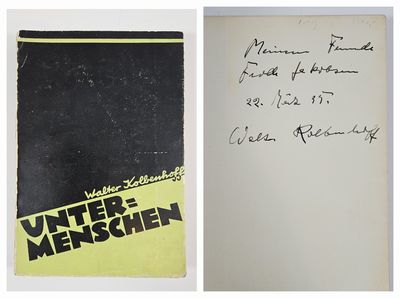 Walter Kolbenhoff
UNTER=
MENSCHEN
Meinem Freunde
Frode Jakobsen
22. März 35.
Walter Kolbenhoff